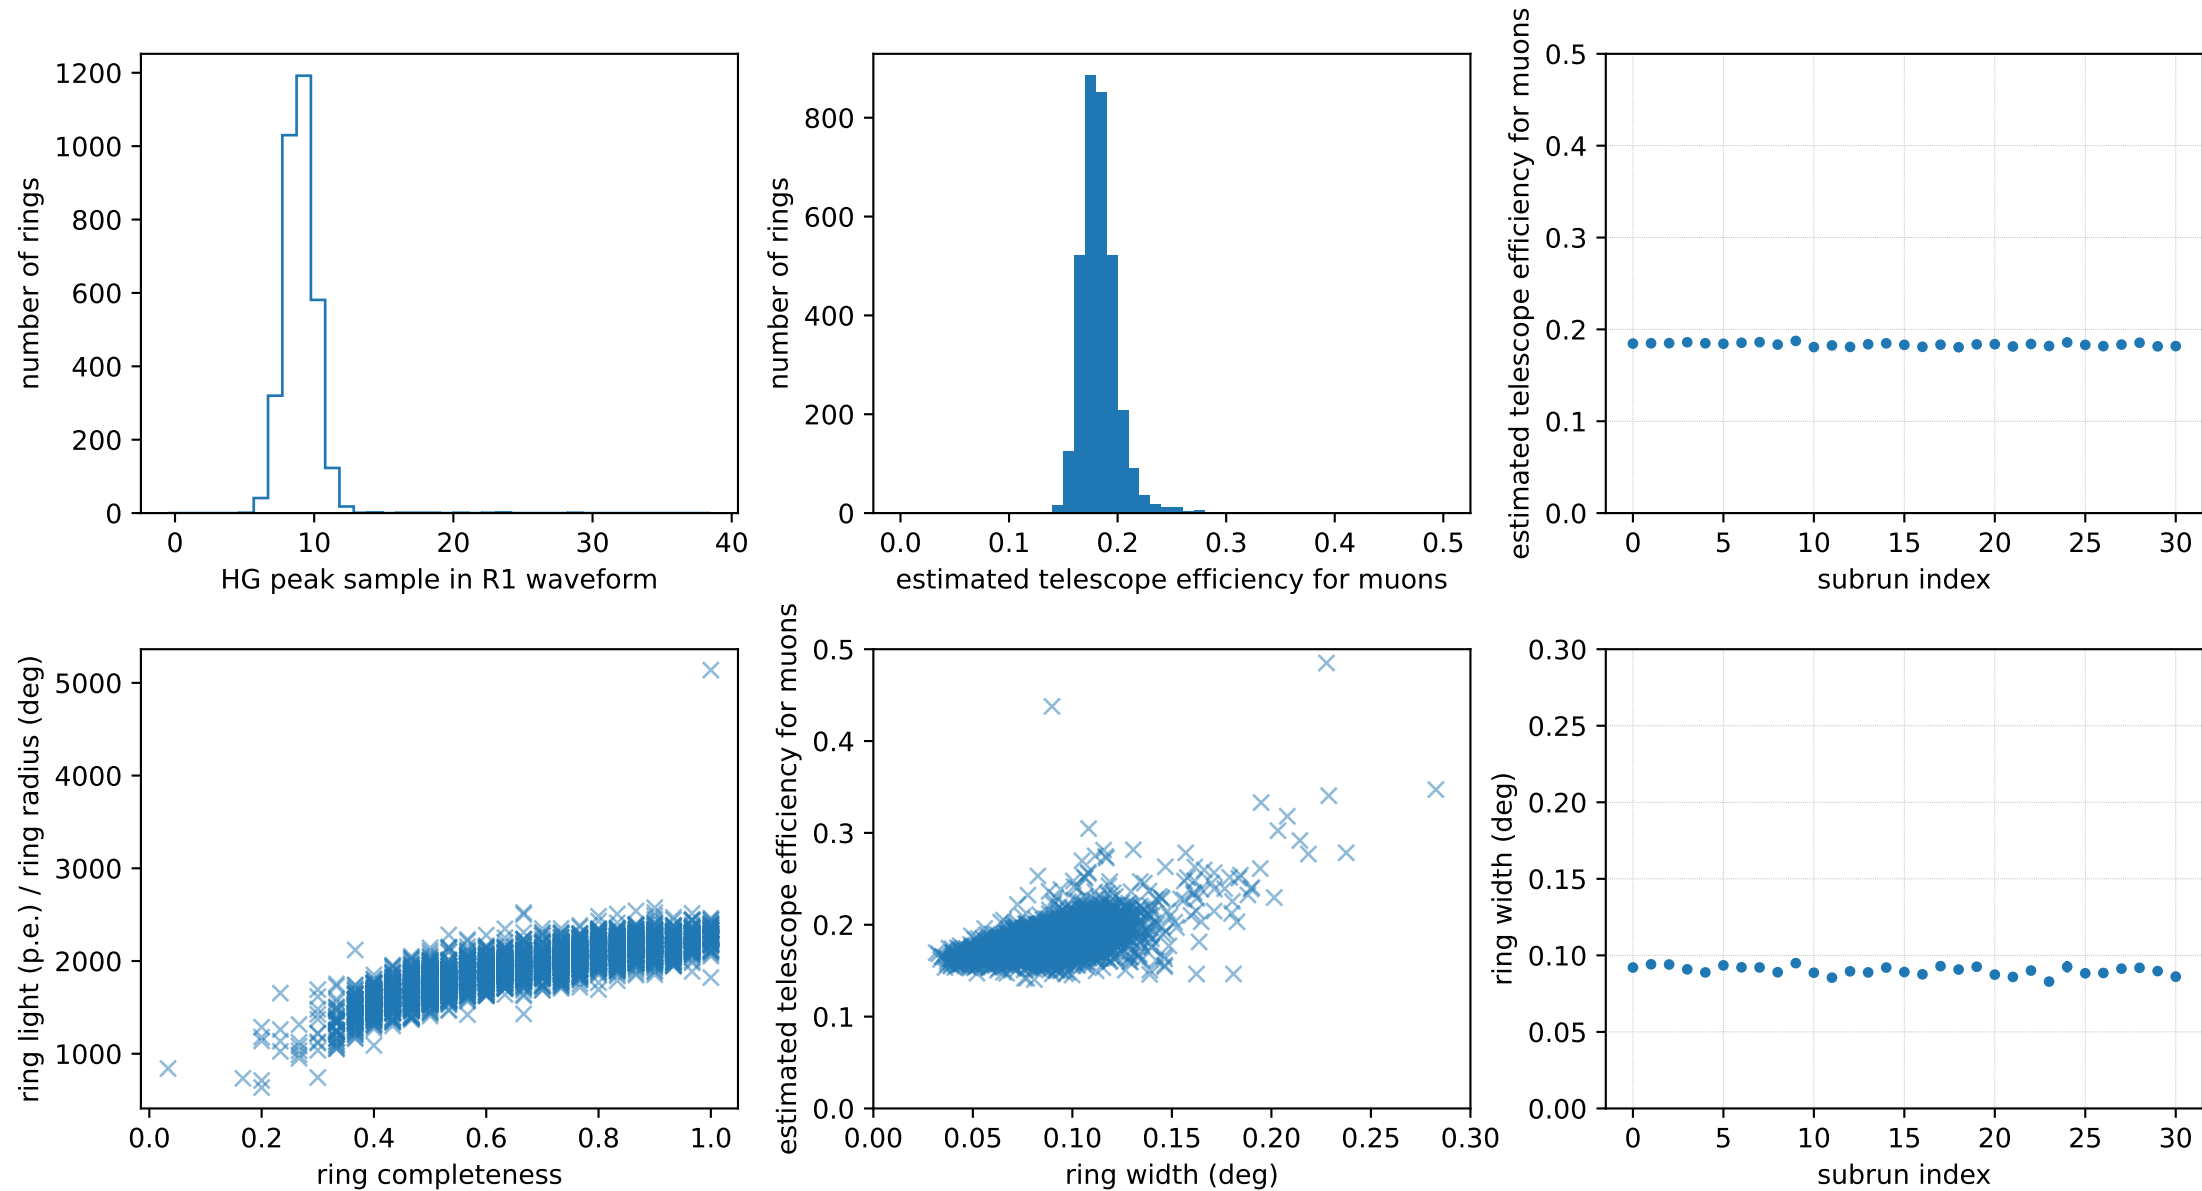 1200
1000
800
600
400
200
0
number of rings
0 10 20 30 40
HG peak sample in R1 waveform
800
600
400
200
0
number of rings
0.0 0.1 0.2 0.3 0.4 0.5
estimated telescope efficiency for muons
0.5
0.4
0.3
0.2
0.1
0.0
estimated telescope efficiency for muons
0 5 10 15 20 25 30
subrun index
5000
4000
3000
2000
1000
ring light (p.e.) / ring radius (deg)
0.0 0.2 0.4 0.6 0.8 1.0
ring completeness
0.5
0.4
0.3
0.2
0.1
0.0
estimated telescope efficiency for muons
0.00 0.05 0.10 0.15 0.20 0.25 0.30
ring width (deg)
0.30
0.25
0.20
0.15
0.10
0.05
0.00
ring width (deg)
0 5 10 15 20 25 30
subrun index